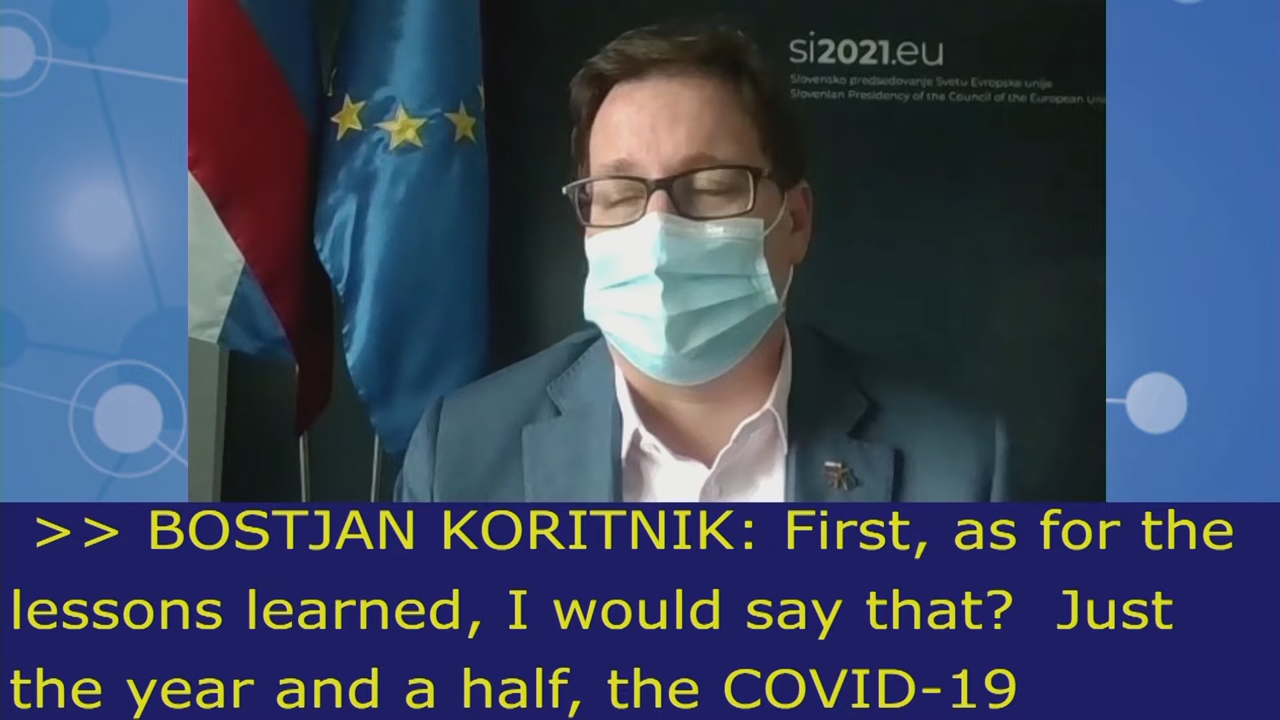 si2021.eu
Slovensko predsedovanje Svetu Evropske unije
Slovenian Presidency of the Council of the European
>> BOSTJAN KORITNIK: First, as for the
lessons learned, I would say that?  Just
the year and a half, the COVID-19